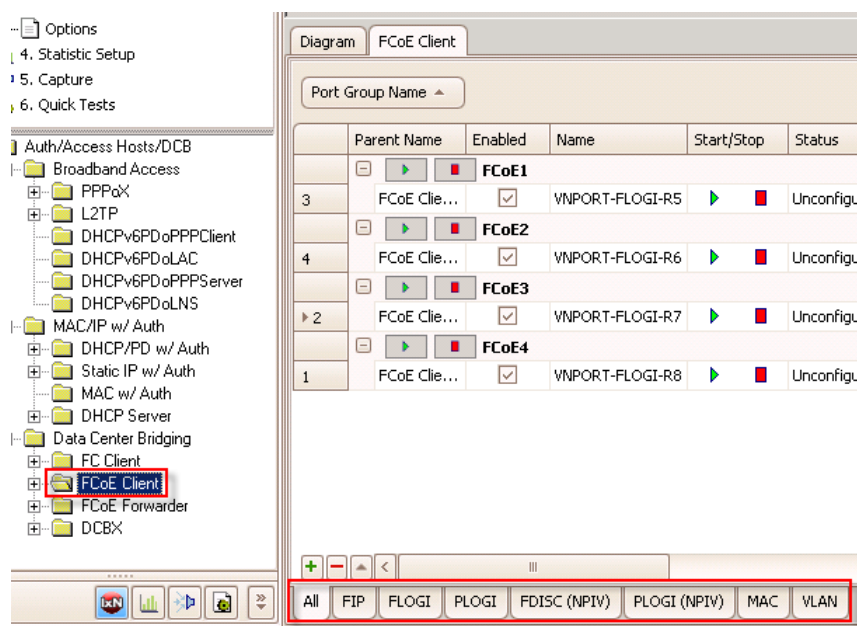 Options
4. Statistic Setup
5. Capture
6. Quick Tests
Auth/Access Hosts/DCB
Broadband Access
PPPoX
L2TP
DHCPv6PDoPPPClient
DHCPv6PDoLAC
DHCPv6PDoPPPServer
DHCPv6PDoLNS
MAC/IP w/ Auth
DHCP/PD w/ Auth
Static IP w/ Auth
MAC w/ Auth
DHCP Server
Data Center Bridging
FC Client
FCoE Client
FCoE Forwarder
DCBX
IxN
Diagram FCoE Client
Port Group Name
Parent Name Enabled Name Start/Stop Status
FCoE1
3 FCoE Clie... VNPORT-FLOGI-R5 Unconfigu
FCoE2
4 FCoE Clie... VNPORT-FLOGI-R6 Unconfigu
FCoE3
2 FCoE Clie... VNPORT-FLOGI-R7 Unconfigu
FCoE4
1 FCoE Clie... VNPORT-FLOGI-R8 Unconfigu
All FIP FLOGI PLOGI FDISC (NPIV) PLOGI (NPIV) MAC VLAN